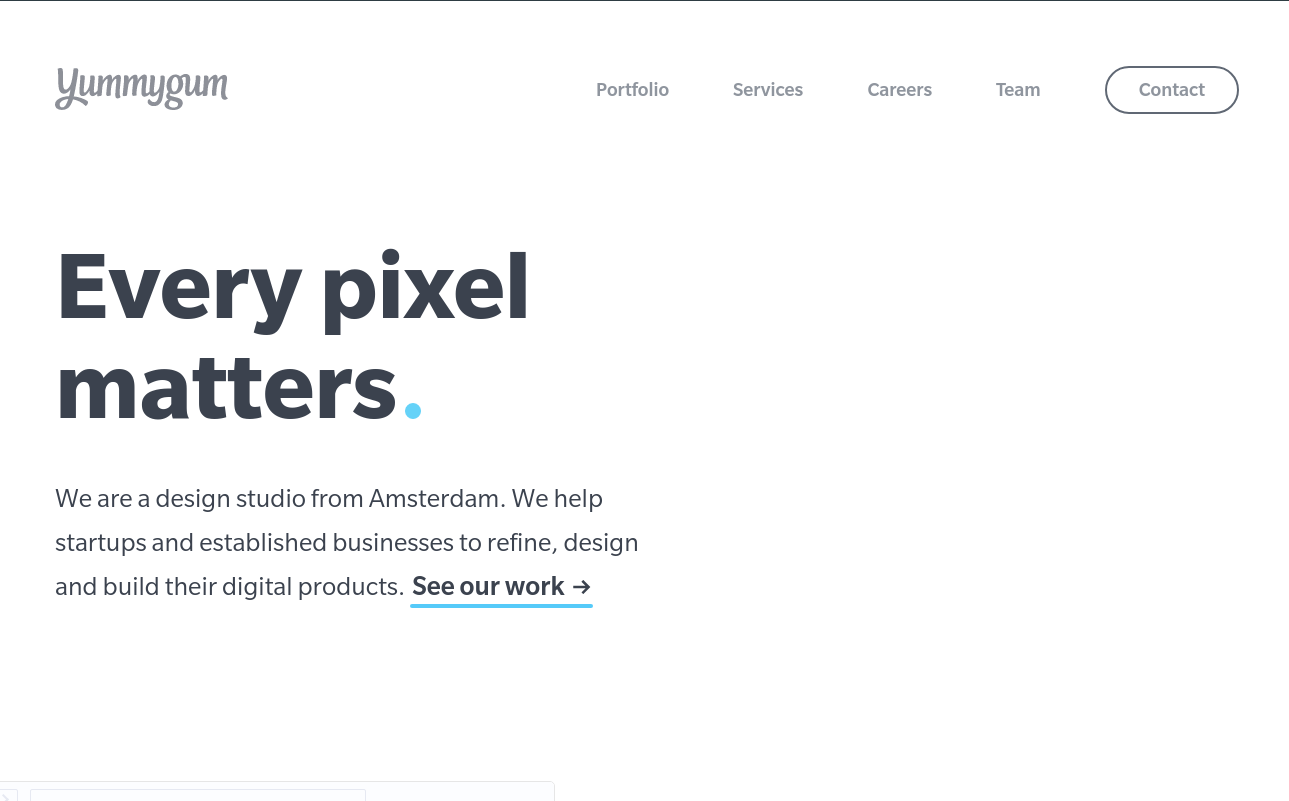 Yummygum
Portfolio Services Careers Team Contact
Every pixel
matters.
We are a design studio from Amsterdam. We help
startups and established businesses to refine, design
and build their digital products. See our work →